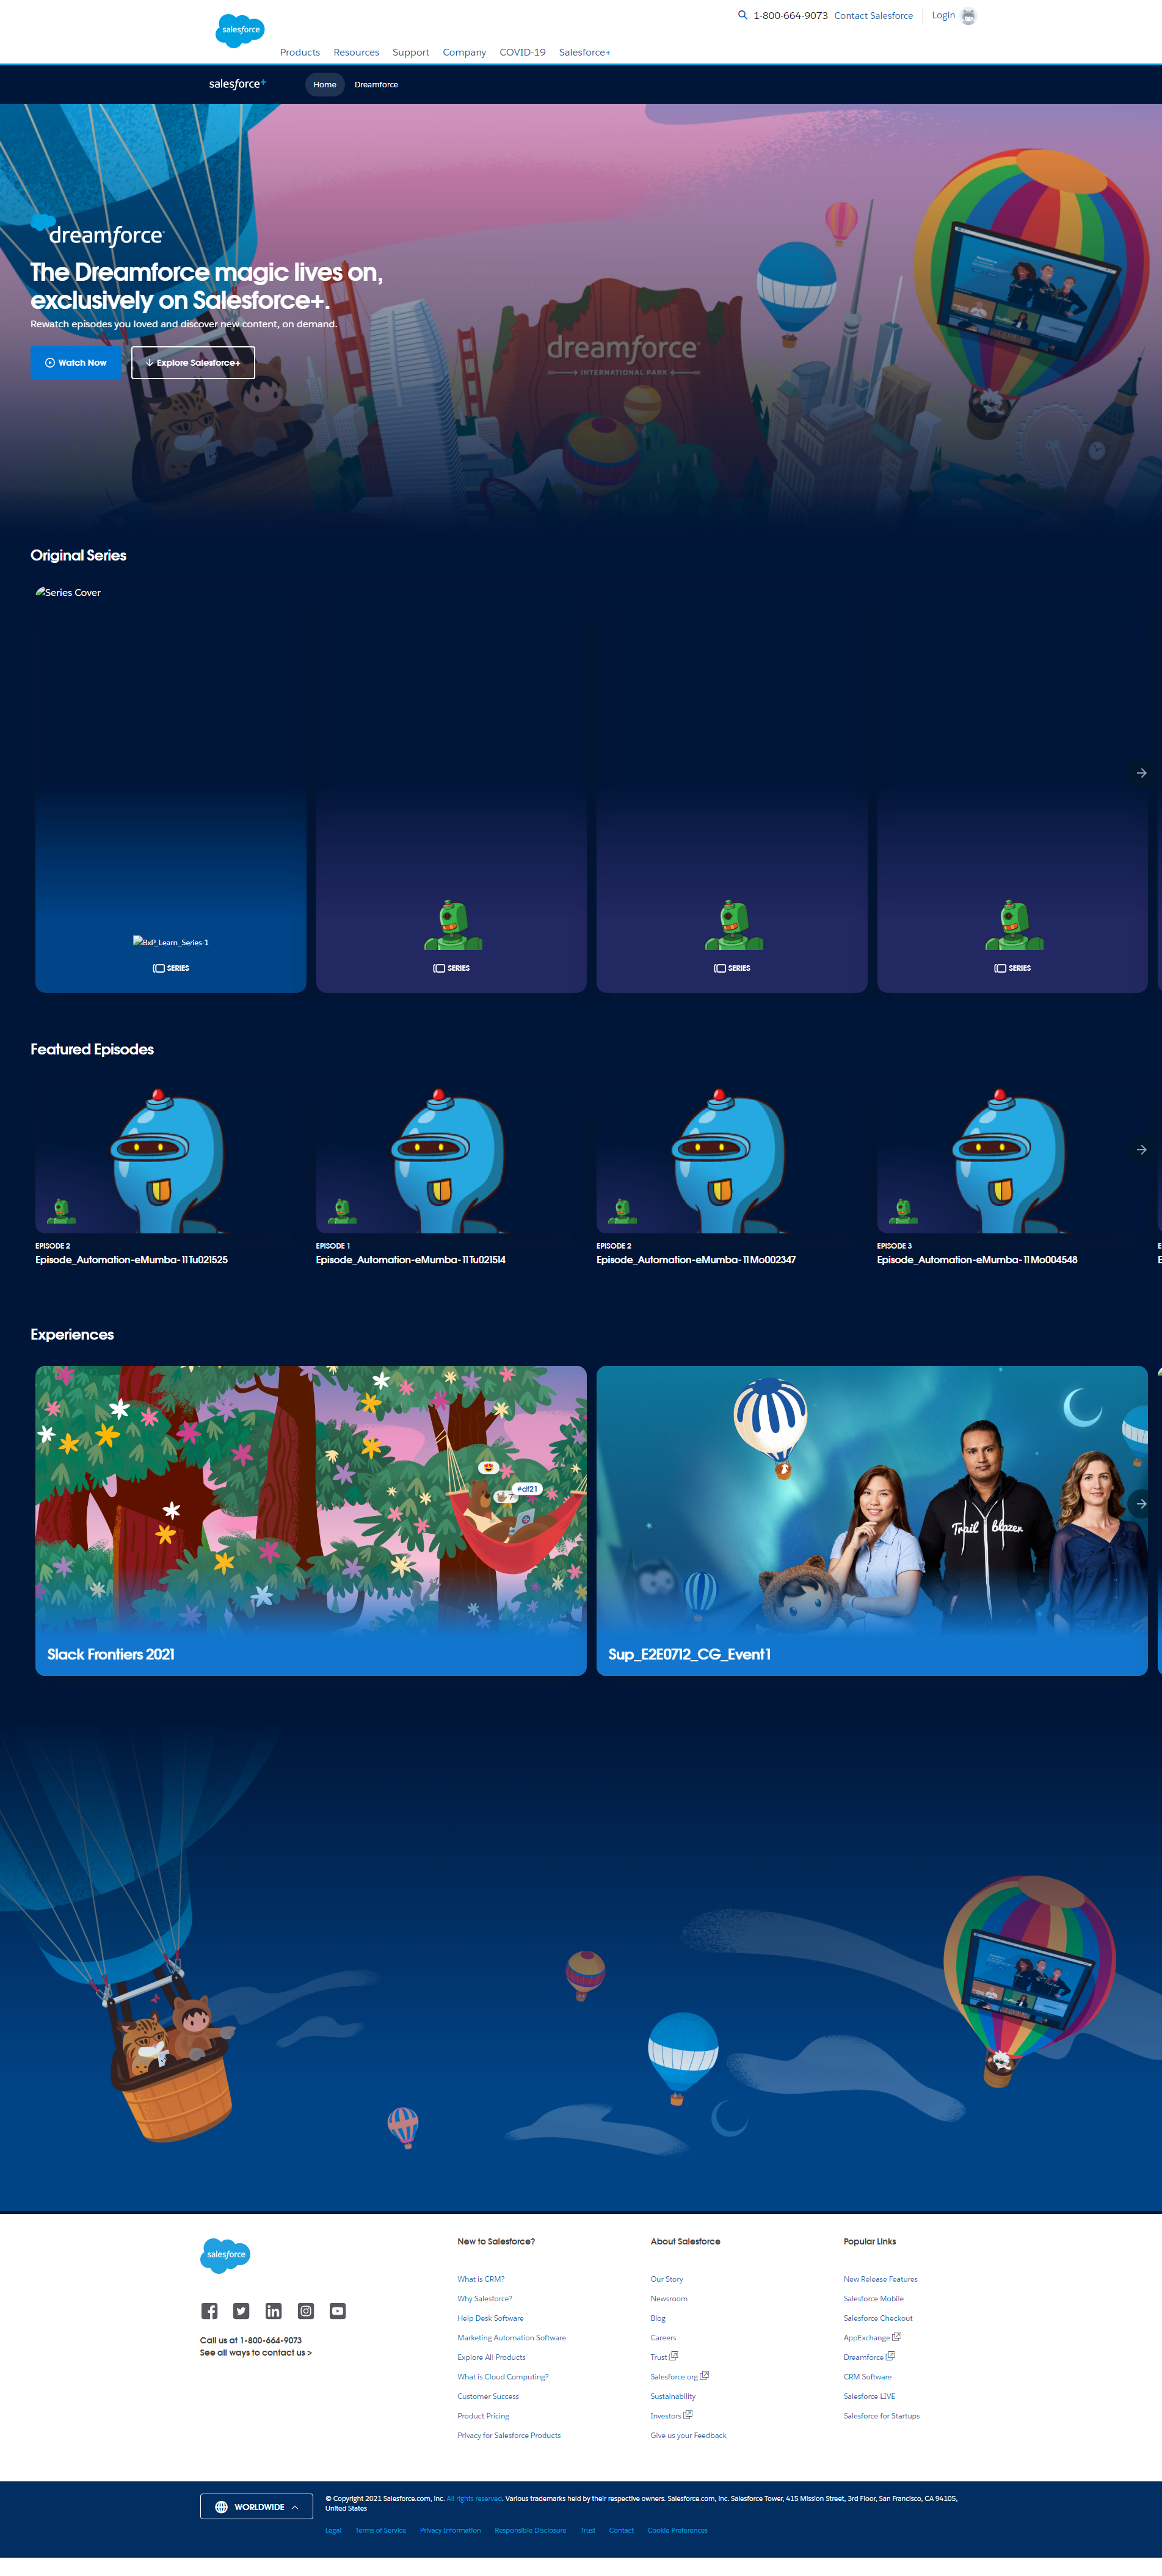 salesforce
1-800-664-9073 Contact Salesforce Login
Products Resources Support Company COVID-19 Salesforce+
salesforce+ Home Dreamforce
dreamforce
The Dreamforce magic lives on,
exclusively on Salesforce+.
Rewatch episodes you loved and discover new content, on demand.
Watch Now Explore Salesforce+
dreamforce
INTERNATIONAL PARK
Original Series
Series Cover
BxP_Learn_Series-1
SERIES SERIES SERIES SERIES
Featured Episodes
EPISODE 2 EPISODE 1 EPISODE 2 EPISODE 3
Episode_Automation-eMumba-11Tu021525 Episode_Automation-eMumba-11Tu021514 Episode_Automation-eMumba-11Mo002347 Episode_Automation-eMumba-11Mo004548
Experiences
#df21
7
Trailblazer
Slack Frontiers 2021 Sup_E2E0712_CG_Event1
salesforce
New to Salesforce? About Salesforce Popular Links
What is CRM? Our Story New Release Features
Why Salesforce? Newsroom Salesforce Mobile
Help Desk Software Blog Salesforce Checkout
Marketing Automation Software Careers AppExchange
Explore All Products Trust Dreamforce
What is Cloud Computing? Salesforce.org CRM Software
Customer Success Sustainability Salesforce LIVE
Product Pricing Investors Salesforce for Startups
Privacy for Salesforce Products Give us your Feedback
Call us at 1-800-664-9073
See all ways to contact us >
WORLDWIDE
© Copyright 2021 Salesforce.com, inc. All rights reserved. Various trademarks held by their respective owners. Salesforce.com, inc. Salesforce Tower, 415 Mission Street, 3rd Floor, San Francisco, CA 94105,
United States
Legal Terms of Service Privacy Information Responsible Disclosure Trust Contact Cookie Preferences